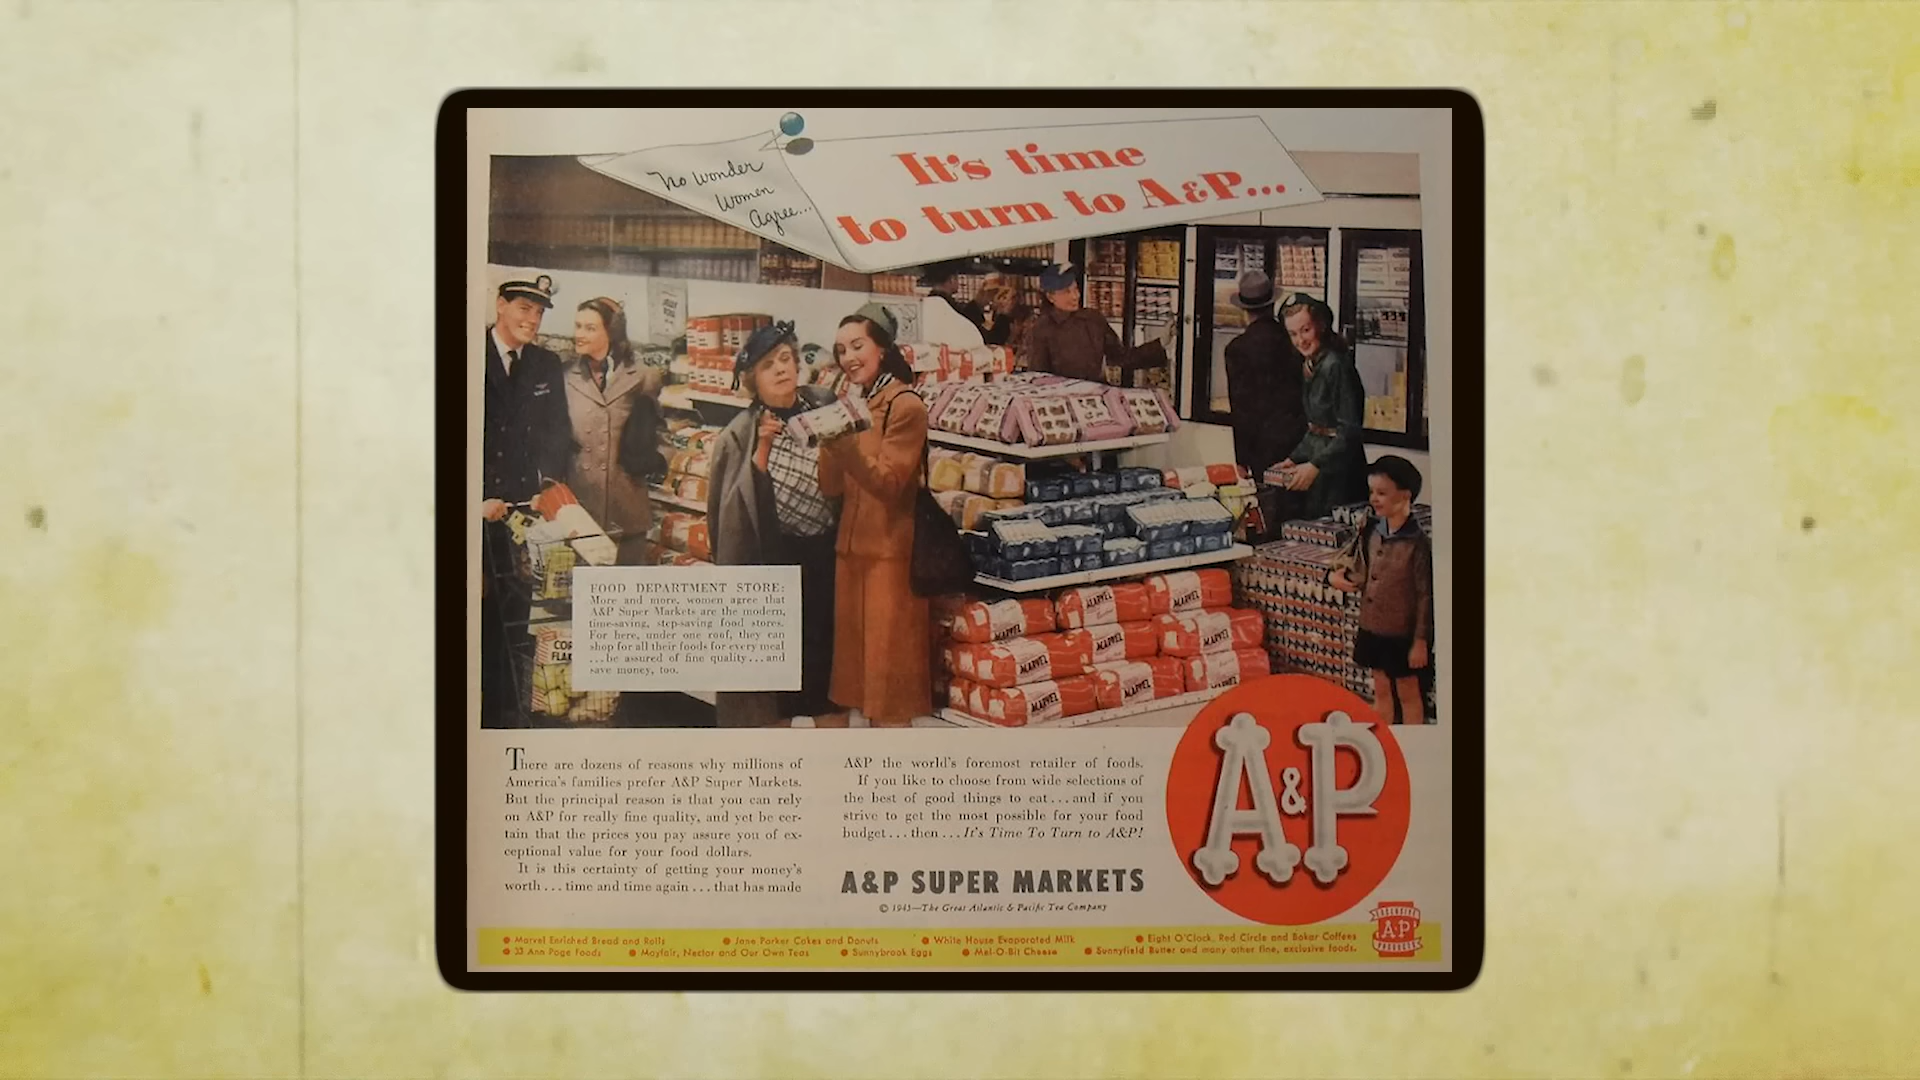 No wonder
Women
Agree...
It's time
to turn to A&P...
FOOD DEPARTMENT STORE:
More and more, women agree that
A&P Super Markets are the modern,
time-saving, step-saving food stores.
For here, under one roof, they can
shop for all their foods for every meal
...be assured of fine quality...and
save money, too.
MARVEL
MARVEL
MARVEL
MARVEL
MARVEL
MARVEL
MARVEL
MARVEL
MARVEL
There are dozens of reasons why millions of
America's families prefer A&P Super Markets.
But the principal reason is that you can rely
on A&P for really fine quality, and yet be cer-
tain that the prices you pay assure you of ex-
ceptional value for your food dollars.
It is this certainty of getting your money's
worth...time and time again...that has made
A&P the world's foremost retailer of foods.
If you like to choose from wide selections of
the best of good things to eat...and if you
strive to get the most possible for your food
budget...then...It's Time To Turn to A&P!
A&P SUPER MARKETS
© 1945—The Great Atlantic & Pacific Tea Company
A&P
Marvel Enriched Bread and Rolls
Jane Parker Cakes and Donuts
White House Evaporated Milk
Eight O'Clock, Red Circle and Bokar Coffees
33 Ann Page Foods
Mayfair, Nectar and Our Own Teas
Sunnybrook Eggs
Mel-O-Bit Cheese
Sunnyfield Butter and many other fine, exclusive foods.
A&P
PRODUCTS